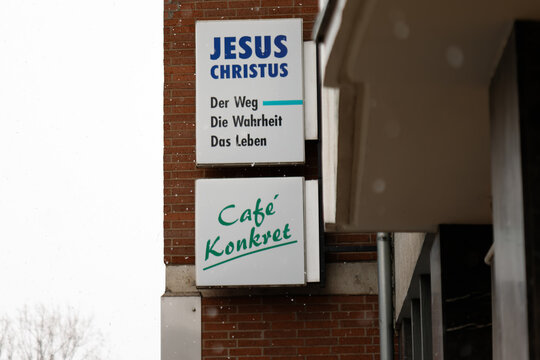 JESUS
CHRISTUS
Der Weg
Die Wahrheit
Das Leben
Café
Konkret